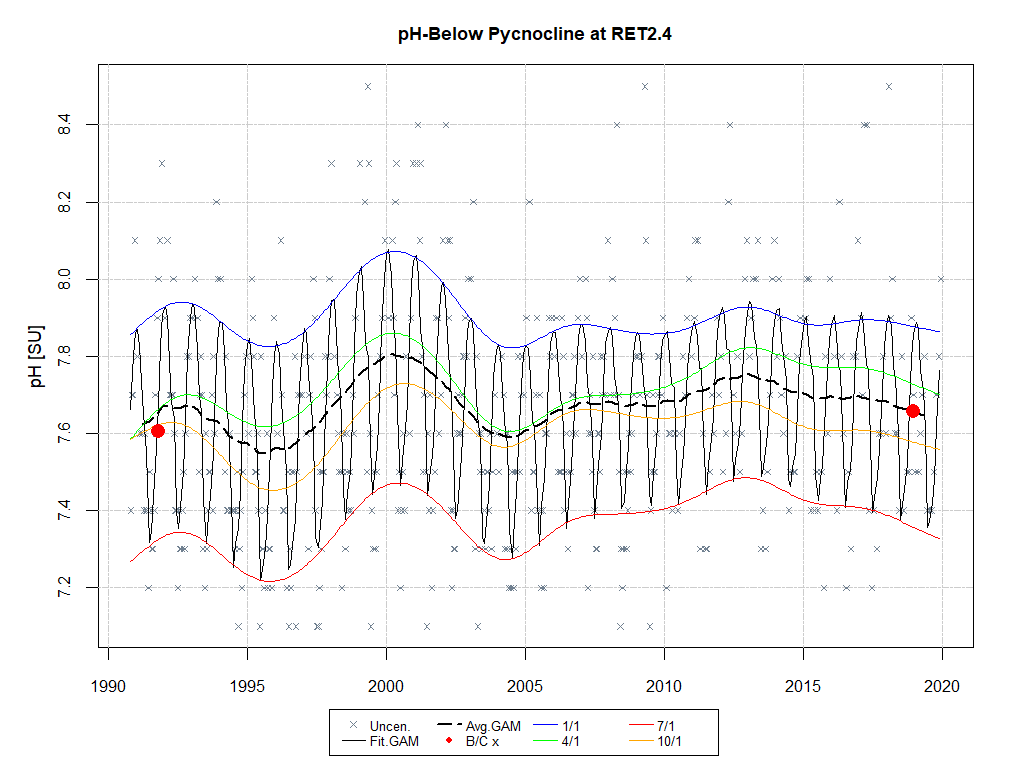 pH-Below Pycnocline at RET2.4
pH [SU]
8.4
8.2
8.0
7.8
7.6
7.4
7.2
1990 1995 2000 2005 2010 2015 2020
Uncen. Avg.GAM 1/1 7/1
Fit.GAM B/C x 4/1 10/1